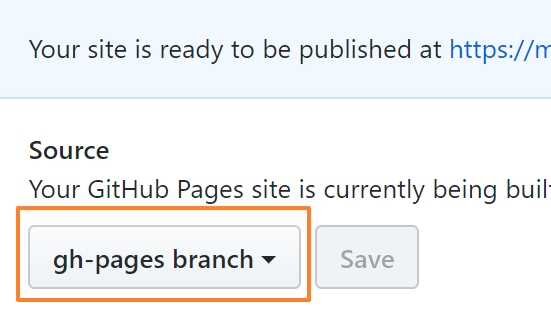 Your site is ready to be published at https://m
Source
Your GitHub Pages site is currently being built
gh-pages branch
Save